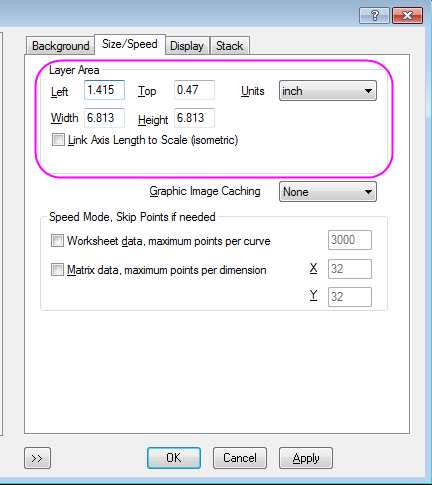 Background Size/Speed Display Stack
Layer Area
Left 1.415 Top 0.47 Units inch
Width 6.813 Height 6.813
Link Axis Length to Scale (isometric)
Graphic Image Caching None
Speed Mode, Skip Points if needed
Worksheet data, maximum points per curve 3000
Matrix data, maximum points per dimension X 32
Y 32
>> OK Cancel Apply